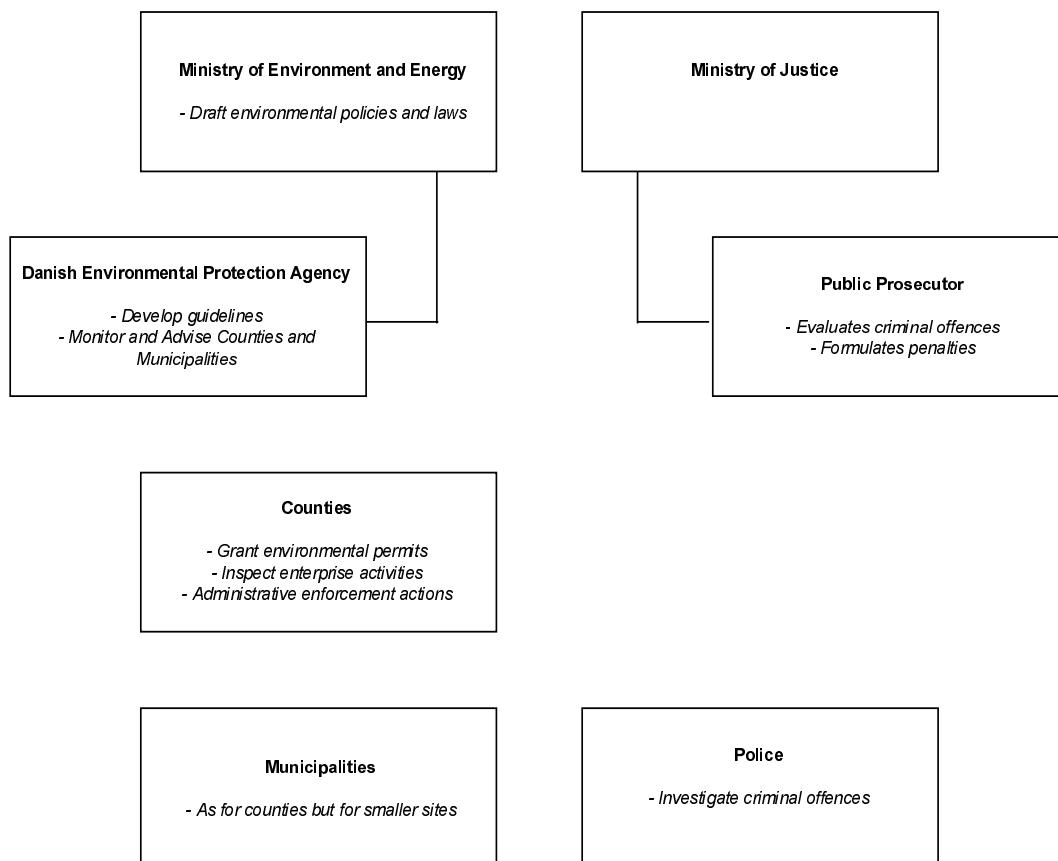 Ministry of Environment and Energy
- Draft environmental policies and laws
Ministry of Justice
Danish Environmental Protection Agency
- Develop guidelines
- Monitor and Advise Counties and
Municipalities
Public Prosecutor
- Evaluates criminal offences
- Formulates penalties
Counties
- Grant environmental permits
- Inspect enterprise activities
- Administrative enforcement actions
Municipalities
- As for counties but for smaller sites
Police
- Investigate criminal offences